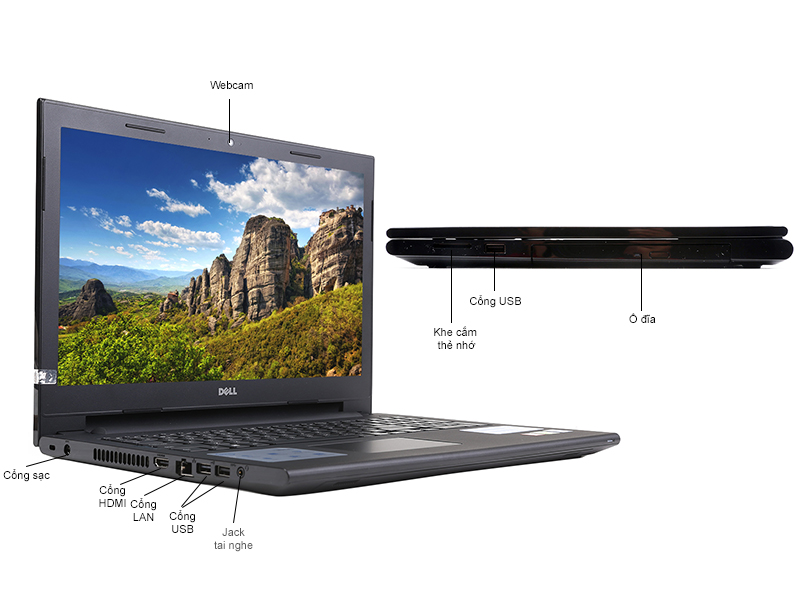 Webcam
DELL
Cổng USB
Khe cắm
thẻ nhớ
Ô đĩa
Cổng sạc
Cổng
HDMI
Cổng
LAN
Cổng
USB
Jack
tai nghe